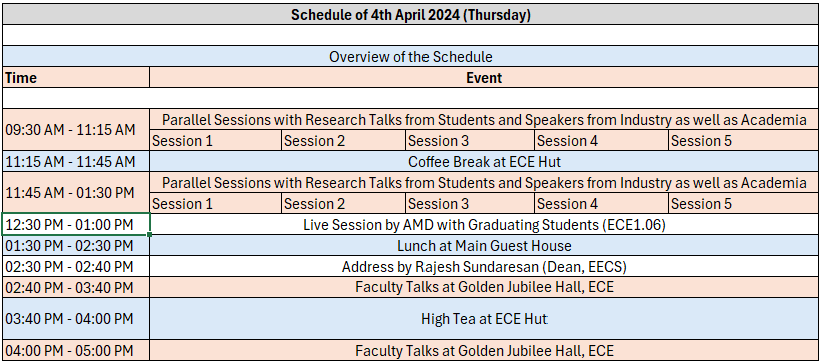 Schedule of 4th April 2024 (Thursday)
Overview of the Schedule
Time Event
09:30 AM - 11:15 AM Parallel Sessions with Research Talks from Students and Speakers from Industry as well as Academia
Session 1 Session 2 Session 3 Session 4 Session 5
11:15 AM - 11:45 AM Coffee Break at ECE Hut
11:45 AM - 01:30 PM Parallel Sessions with Research Talks from Students and Speakers from Industry as well as Academia
Session 1 Session 2 Session 3 Session 4 Session 5
12:30 PM - 01:00 PM Live Session by AMD with Graduating Students (ECE1.06)
01:30 PM - 02:30 PM Lunch at Main Guest House
02:30 PM - 02:40 PM Address by Rajesh Sundaresan (Dean, EECS)
02:40 PM - 03:40 PM Faculty Talks at Golden Jubilee Hall, ECE
03:40 PM - 04:00 PM High Tea at ECE Hut
04:00 PM - 05:00 PM Faculty Talks at Golden Jubilee Hall, ECE